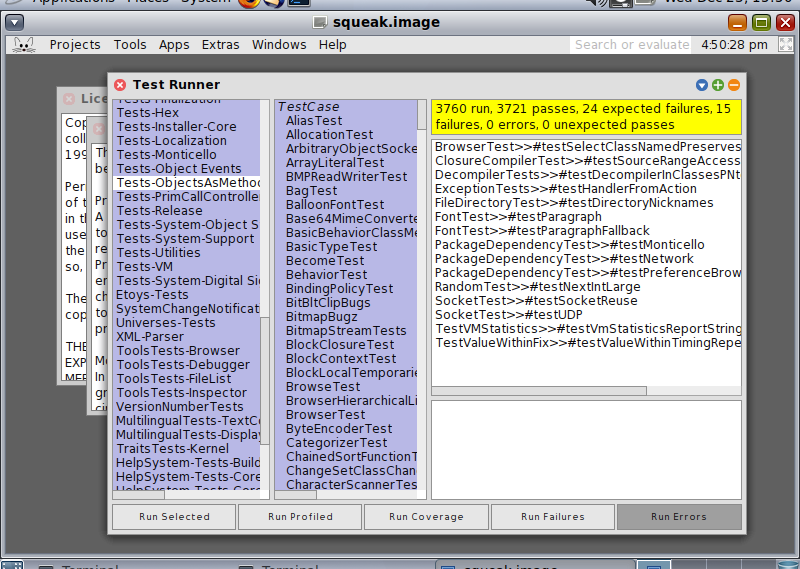 Applications Places System
Wed Dec 23, 15:50
squeak.image
Projects Tools Apps Extras Windows Help
Search or evaluate
4:50:28 pm
Lice
Cop
coll
199
Per
of t
in th
use
the
so,
The
cop
THE
EXP
MER
Th
be
Pr
A
to
re
Pr
en
ch
to
pr
Me
In
gr
Test Runner
Tests-Finalization
Tests-Hex
Tests-Installer-Core
Tests-Localization
Tests-Monticello
Tests-Object Events
Tests-ObjectsAsMethod
Tests-PrimCallController
Tests-Release
Tests-System-Object S
Tests-System-Support
Tests-Utilities
Tests-VM
Tests-System-Digital Sig
Etoys-Tests
SystemChangeNotificat
Universes-Tests
XML-Parser
ToolsTests-Browser
ToolsTests-Debugger
ToolsTests-FileList
ToolsTests-Inspector
VersionNumberTests
MultilingualTests-TextCo
MultilingualTests-Display
TraitsTests-Kernel
HelpSystem-Tests-Build
HelpSystem-Tests-Core
HelpSystem-Tests-Core
TestCase
AliasTest
AllocationTest
ArbitraryObjectSocke
ArrayLiteralTest
BMPReadWriterTest
BagTest
BalloonFontTest
Base64MimeConverte
BasicBehaviorClassMe
BasicTypeTest
BecomeTest
BehaviorTest
BindingPolicyTest
BitBltClipBugs
BitmapBugz
BitmapStreamTests
BlockClosureTest
BlockContextTest
BlockLocalTemporarie
BrowseTest
BrowserHierarchicalLi
BrowserTest
ByteEncoderTest
CategorizerTest
ChainedSortFunctionT
ChangeSetClassChan
CharacterScannerTes
3760 run, 3721 passes, 24 expected failures, 15
failures, 0 errors, 0 unexpected passes
BrowserTest>>#testSelectClassNamedPreserves
ClosureCompilerTest>>#testSourceRangeAccess
DecompilerTests>>#testDecompilerInClassesPNt
ExceptionTests>>#testHandlerFromAction
FileDirectoryTest>>#testDirectoryNicknames
FontTest>>#testParagraph
FontTest>>#testParagraphFallback
PackageDependencyTest>>#testMonticello
PackageDependencyTest>>#testNetwork
PackageDependencyTest>>#testPreferenceBrow
RandomTest>>#testNextIntLarge
SocketTest>>#testSocketReuse
SocketTest>>#testUDP
TestVMStatistics>>#testVmStatisticsReportString
TestValueWithinFix>>#testValueWithinTimingRepe
Run Selected
Run Profiled
Run Coverage
Run Failures
Run Errors
Terminal
Terminal
squeak.image